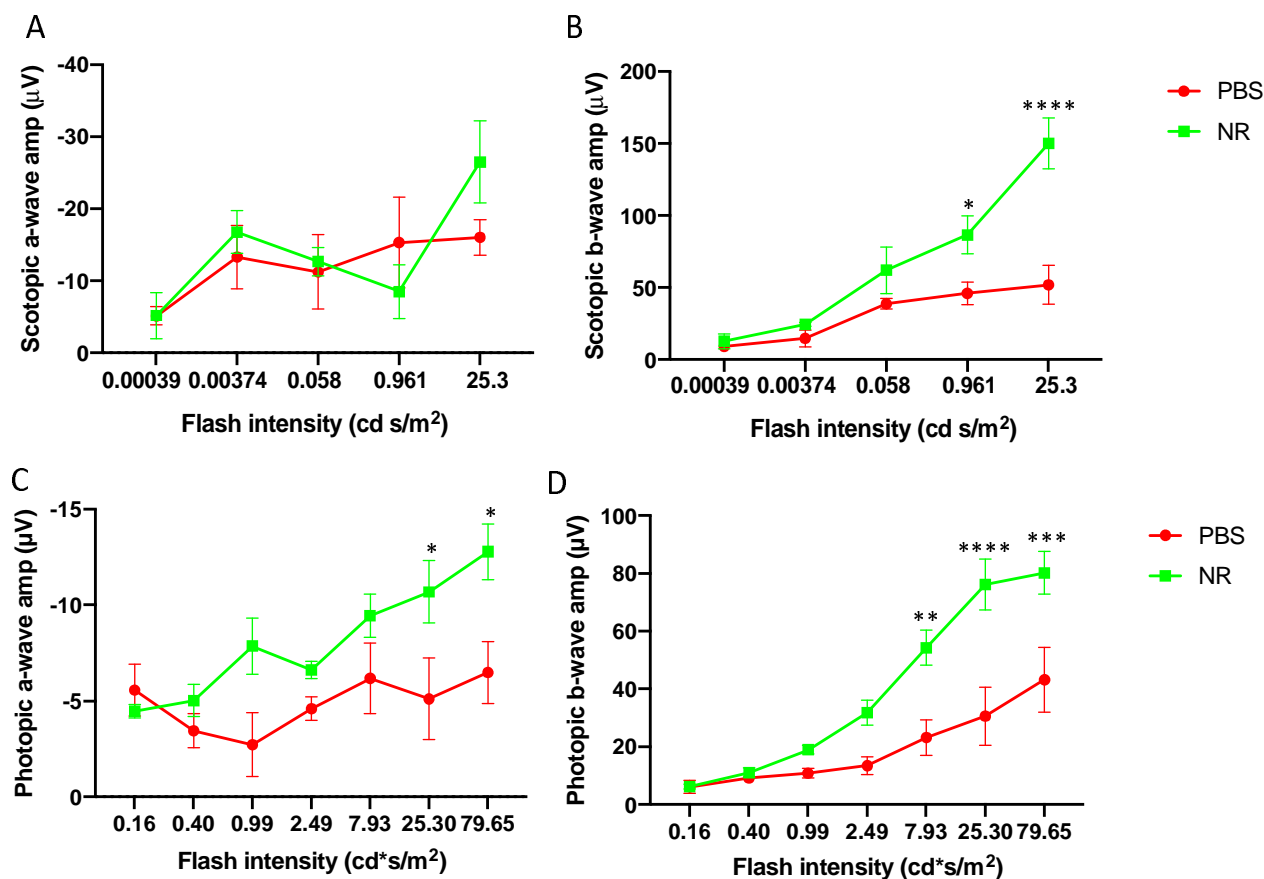 A
Scotopic a-wave amp (μV)
-40
-30
-20
-10
0
0.00039 0.00374 0.058 0.961 25.3
Flash intensity (cd s/m²)
B
Scotopic b-wave amp (μV)
200
150
100
50
0
*
****
0.00039 0.00374 0.058 0.961 25.3
Flash intensity (cd s/m²)
PBS
NR
C
Photopic a-wave amp (μV)
-15
-10
-5
0
*
*
0.16 0.40 0.99 2.49 7.93 25.30 79.65
Flash intensity (cd*s/m²)
D
Photopic b-wave amp (μV)
100
80
60
40
20
0
**
****
***
0.16 0.40 0.99 2.49 7.93 25.30 79.65
Flash intensity (cd*s/m²)
PBS
NR